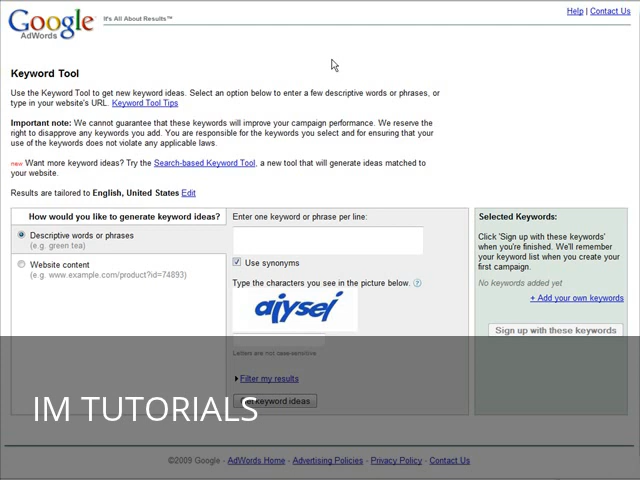 Google
AdWords
It's All About Results™
Help | Contact Us
Keyword Tool
Use the Keyword Tool to get new keyword ideas. Select an option below to enter a few descriptive words or phrases, or
type in your website's URL. Keyword Tool Tips
Important note: We cannot guarantee that these keywords will improve your campaign performance. We reserve the
right to disapprove any keywords you add. You are responsible for the keywords you select and for ensuring that your
use of the keywords does not violate any applicable laws.
new Want more keyword ideas? Try the Search-based Keyword Tool, a new tool that will generate ideas matched to
your website.
Results are tailored to English, United States Edit
How would you like to generate keyword ideas?
Descriptive words or phrases
(e.g. green tea)
Website content
(e.g. www.example.com/product?id=74893)
Enter one keyword or phrase per line:
Use synonyms
Type the characters you see in the picture below.
Letters are not case-sensitive
Filter my results
keyword ideas
Selected Keywords:
Click 'Sign up with these keywords'
when you're finished. We'll remember
your keyword list when you create your
first campaign.
No keywords added yet
+ Add your own keywords
Sign up with these keywords
IM TUTORIALS
©2009 Google - AdWords Home - Advertising Policies - Privacy Policy - Contact Us